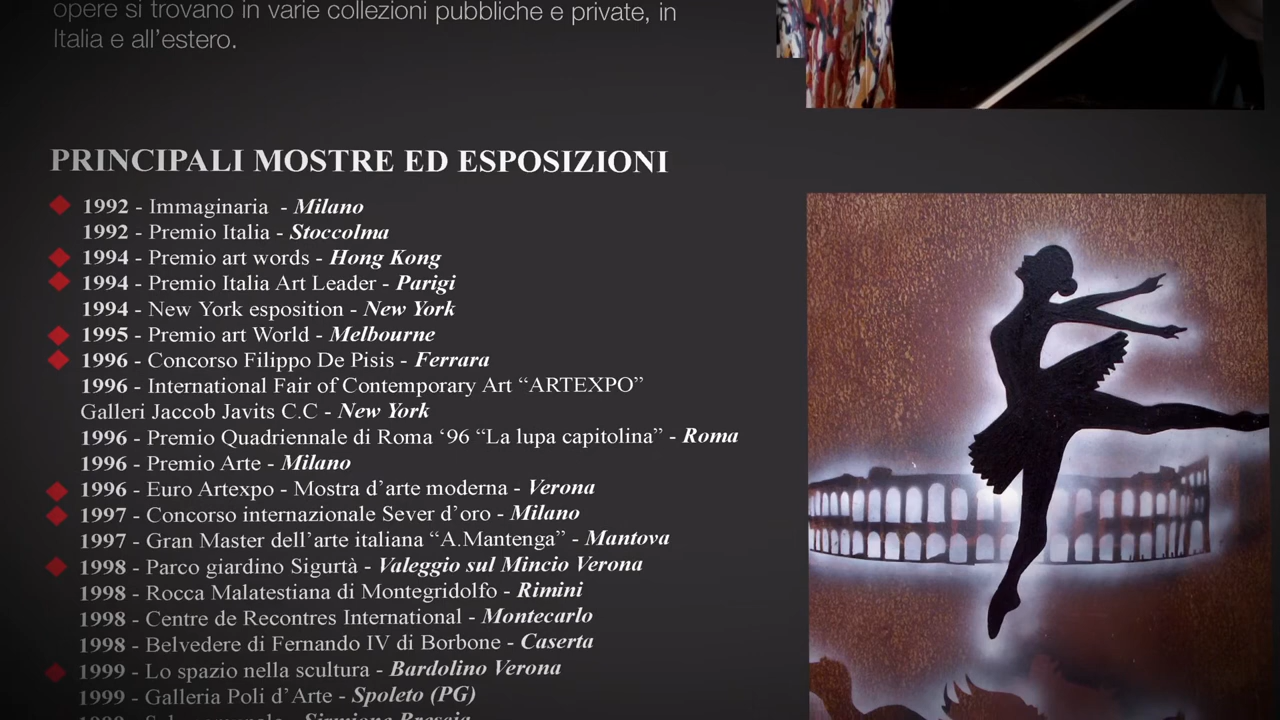 opere si trovano in varie collezioni pubbliche e private, in
Italia e all'estero.
PRINCIPALI MOSTRE ED ESPOSIZIONI
1992 - Immaginaria - Milano
1992 - Premio Italia - Stoccolma
1994 - Premio art words - Hong Kong
1994 - Premio Italia Art Leader - Parigi
1994 - New York esposition - New York
1995 - Premio art World - Melbourne
1996 - Concorso Filippo De Pisis - Ferrara
1996 - International Fair of Contemporary Art “ARTEXPO”
Galleri Jaccob Javits C.C - New York
1996 - Premio Quadriennale di Roma ‘96 “La lupa capitolina” - Roma
1996 - Premio Arte - Milano
1996 - Euro Artexpo - Mostra d’arte moderna - Verona
1997 - Concorso internazionale Sever d’oro - Milano
1997 - Gran Master dell’arte italiana “A.Mantenga” - Mantova
1998 - Parco giardino Sigurtà - Valeggio sul Mincio Verona
1998 - Rocca Malatestiana di Montegridolfo - Rimini
1998 - Centre de Recontres International - Montecarlo
1998 - Belvedere di Fernando IV di Borbone - Caserta
1999 - Lo spazio nella scultura - Bardolino Verona
1999 - Galleria Poli d’Arte - Spoleto (PG)